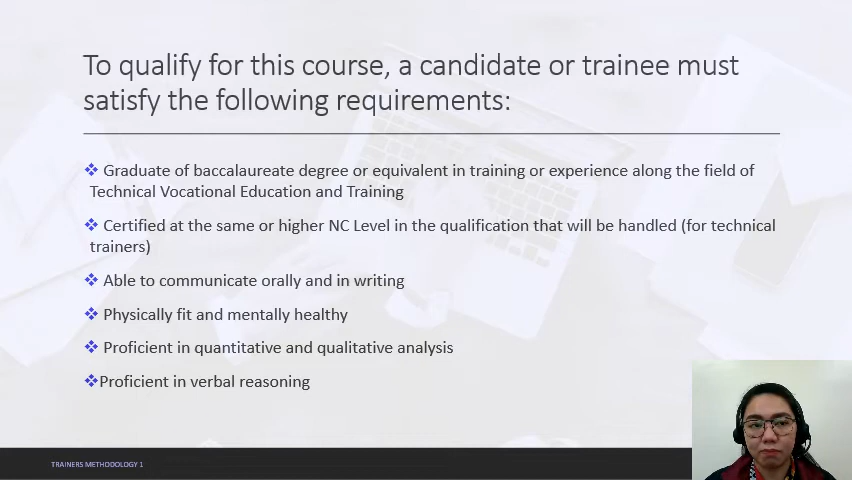 To qualify for this course, a candidate or trainee must
satisfy the following requirements:
❖ Graduate of baccalaureate degree or equivalent in training or experience along the field of
Technical Vocational Education and Training
❖ Certified at the same or higher NC Level in the qualification that will be handled (for technical
trainers)
❖ Able to communicate orally and in writing
❖ Physically fit and mentally healthy
❖ Proficient in quantitative and qualitative analysis
❖Proficient in verbal reasoning
TRAINERS METHODOLOGY 1